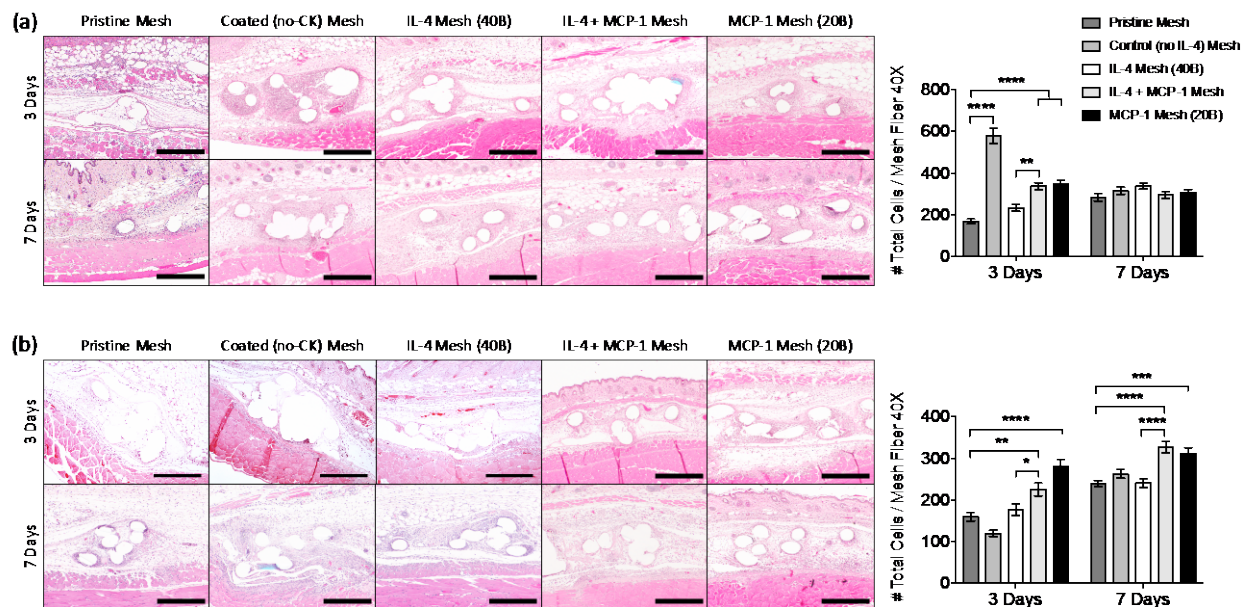 (a)
Pristine Mesh
Coated (no-CK) Mesh
IL-4 Mesh (40B)
IL-4 + MCP-1 Mesh
MCP-1 Mesh (20B)
3 Days
7 Days
Pristine Mesh
Control (no IL-4) Mesh
IL-4 Mesh (40B)
IL-4 + MCP-1 Mesh
MCP-1 Mesh (20B)
# Total Cells / Mesh Fiber 40X
800
600
400
200
0
****
****
**
3 Days
7 Days
(b)
Pristine Mesh
Coated (no-CK) Mesh
IL-4 Mesh (40B)
IL-4 + MCP-1 Mesh
MCP-1 Mesh (20B)
3 Days
7 Days
# Total Cells / Mesh Fiber 40X
400
300
200
100
0
****
**
*
***
****
****
3 Days
7 Days